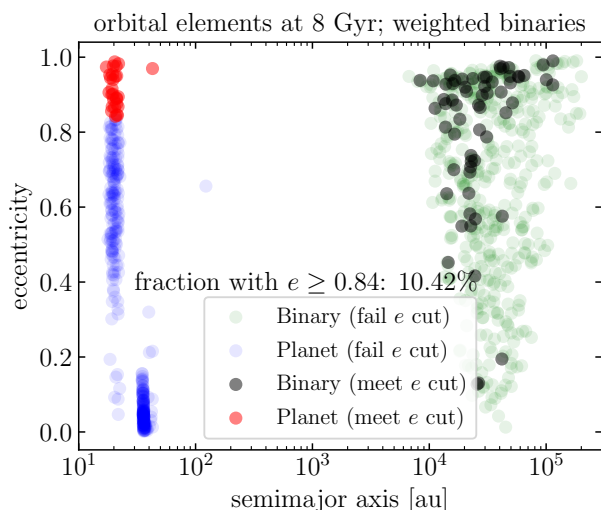 orbital elements at 8 Gyr; weighted binaries
1.0
0.8
0.6
0.4
0.2
0.0
eccentricity
fraction with e ≥ 0.84: 10.42%
Binary (fail e cut)
Planet (fail e cut)
Binary (meet e cut)
Planet (meet e cut)
10¹ 10² 10³ 10⁴ 10⁵
semimajor axis [au]